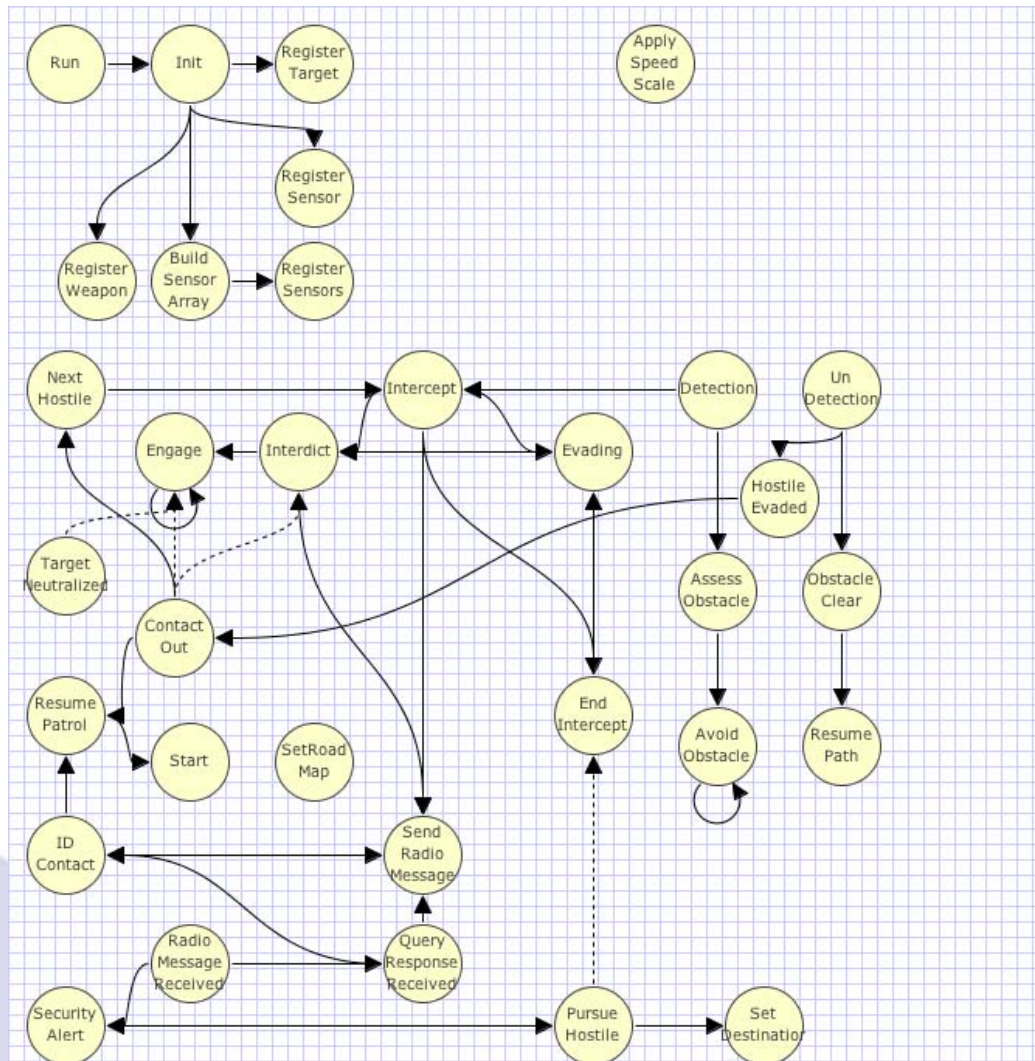 Run
Init
Register
Target
Apply
Speed
Scale
Register
Sensor
Register
Weapon
Build
Sensor
Array
Register
Sensors
Next
Hostile
Intercept
Detection
Un
Detection
Engage
Interdict
Evading
Hostile
Evaded
Target
Neutralized
Assess
Obstacle
Obstacle
Clear
Contact
Out
Resume
Patrol
End
Intercept
Start
SetRoad
Map
Avoid
Obstacle
Resume
Path
ID
Contact
Send
Radio
Message
Radio
Message
Received
Query
Response
Received
Security
Alert
Pursue
Hostile
Set
Destination